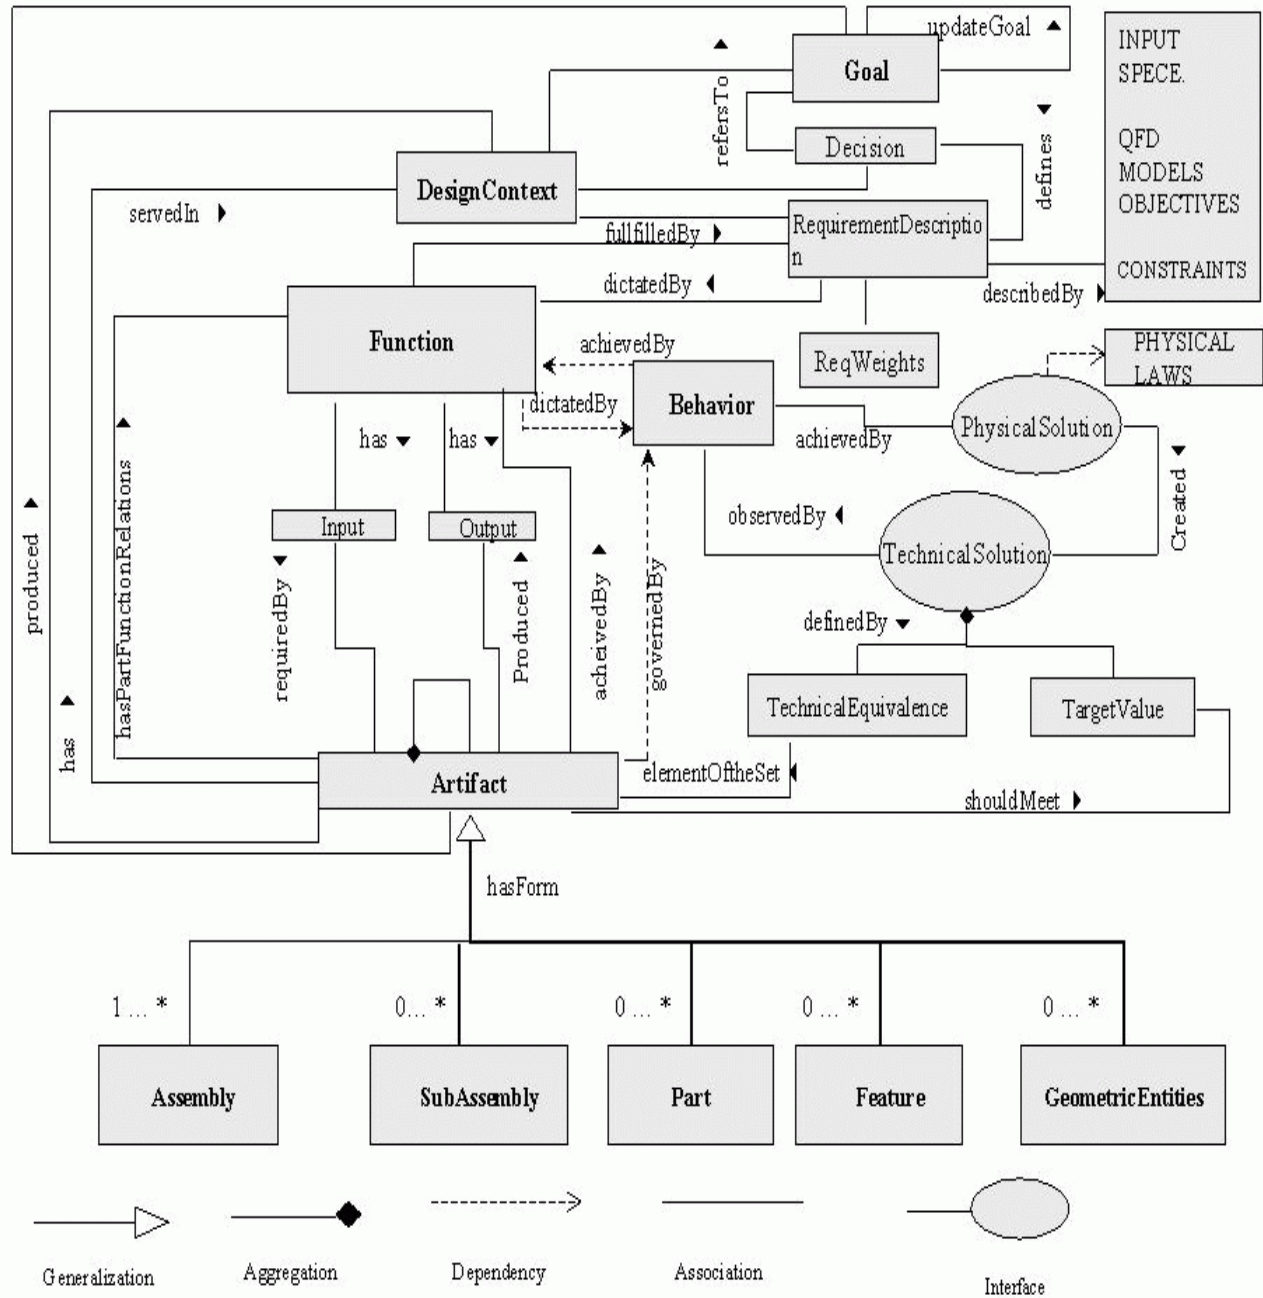 updateGoal
Goal
INPUT
SPECE.
QFD
MODELS
OBJECTIVES
CONSTRAINTS
refersTo
Decision
defines
DesignContext
servedIn
RequirementDescriptio
n
fullfilledBy
dictatedBy
describedBy
Function
achievedBy
ReqWeights
PHYSICAL
LAWS
dictatedBy
Behavior
achievedBy
PhysicalSolution
has
has
hasPartFunctionRelations
produced
Input
Output
observedBy
Created
TechnicalSolution
requiredBy
Produced
acheivedBy
governedBy
definedBy
has
TechnicalEquivalence
TargetValue
Artifact
elementOftheSet
shouldMeet
hasForm
1 ... *
0... *
0 ... *
0 ... *
0 ... *
Assembly
SubAssembly
Part
Feature
GeometricEntities
Generalization
Aggregation
Dependency
Association
Interface